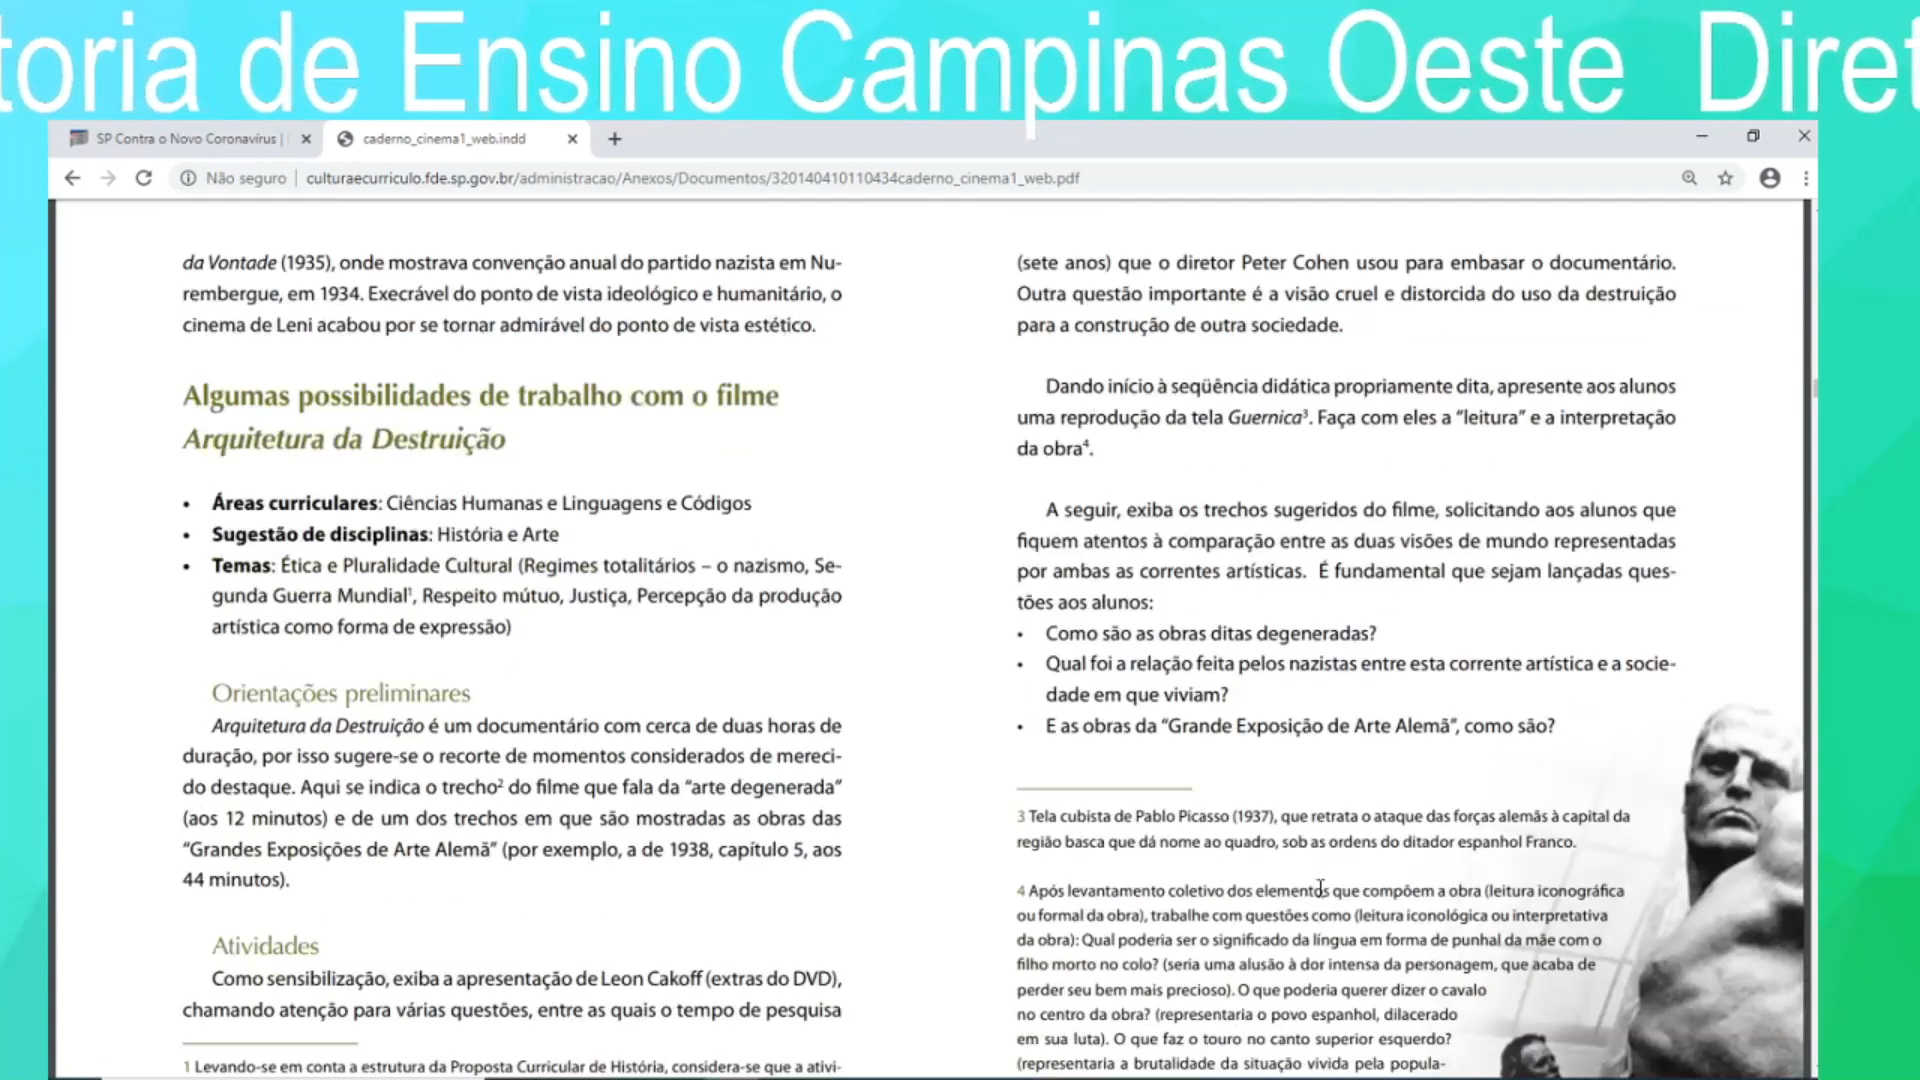 toria de Ensino Campinas Oeste Diret
SP Contra o Novo Coronavírus |
caderno_cinema1_web.indd
Não seguro | culturaecurriculo.fde.sp.gov.br/administracao/Anexos/Documentos/320140410110434caderno_cinema1_web.pdf
da Vontade (1935), onde mostrava convenção anual do partido nazista em Nu-
rembergue, em 1934. Execrável do ponto de vista ideológico e humanitário, o
cinema de Leni acabou por se tornar admirável do ponto de vista estético.
Algumas possibilidades de trabalho com o filme
Arquitetura da Destruição
• Áreas curriculares: Ciências Humanas e Linguagens e Códigos
• Sugestão de disciplinas: História e Arte
• Temas: Ética e Pluralidade Cultural (Regimes totalitários – o nazismo, Se-
gunda Guerra Mundial¹, Respeito mútuo, Justiça, Percepção da produção
artística como forma de expressão)
Orientações preliminares
Arquitetura da Destruição é um documentário com cerca de duas horas de
duração, por isso sugere-se o recorte de momentos considerados de mereci-
do destaque. Aqui se indica o trecho² do filme que fala da “arte degenerada”
(aos 12 minutos) e de um dos trechos em que são mostradas as obras das
“Grandes Exposições de Arte Alemã” (por exemplo, a de 1938, capítulo 5, aos
44 minutos).
Atividades
Como sensibilização, exiba a apresentação de Leon Cakoff (extras do DVD),
chamando atenção para várias questões, entre as quais o tempo de pesquisa
1 Levando-se em conta a estrutura da Proposta Curricular de História, considera-se que a ativi-
(sete anos) que o diretor Peter Cohen usou para embasar o documentário.
Outra questão importante é a visão cruel e distorcida do uso da destruição
para a construção de outra sociedade.
Dando início à seqüência didática propriamente dita, apresente aos alunos
uma reprodução da tela Guernica³. Faça com eles a “leitura” e a interpretação
da obra⁴.
A seguir, exiba os trechos sugeridos do filme, solicitando aos alunos que
fiquem atentos à comparação entre as duas visões de mundo representadas
por ambas as correntes artísticas. É fundamental que sejam lançadas ques-
tões aos alunos:
• Como são as obras ditas degeneradas?
• Qual foi a relação feita pelos nazistas entre esta corrente artística e a socie-
dade em que viviam?
• E as obras da “Grande Exposição de Arte Alemã”, como são?
3 Tela cubista de Pablo Picasso (1937), que retrata o ataque das forças alemãs à capital da
região basca que dá nome ao quadro, sob as ordens do ditador espanhol Franco.
4 Após levantamento coletivo dos elementos que compõem a obra (leitura iconográfica
ou formal da obra), trabalhe com questões como (leitura iconológica ou interpretativa
da obra): Qual poderia ser o significado da língua em forma de punhal da mãe com o
filho morto no colo? (seria uma alusão à dor intensa da personagem, que acaba de
perder seu bem mais precioso). O que poderia querer dizer o cavalo
no centro da obra? (representaria o povo espanhol, dilacerado
em sua luta). O que faz o touro no canto superior esquerdo?
(representaria a brutalidade da situação vivida pela popula-